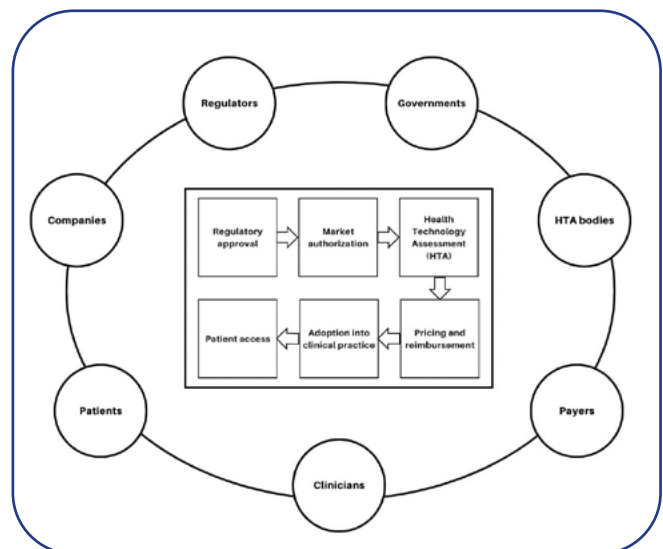 Regulators
Governments
Companies
HTA bodies
Regulatory
approval
Market
authorization
Health
Technology
Assessment
(HTA)
Patient access
Adoption into
clinical practice
Pricing and
reimbursement
Patients
Payers
Clinicians